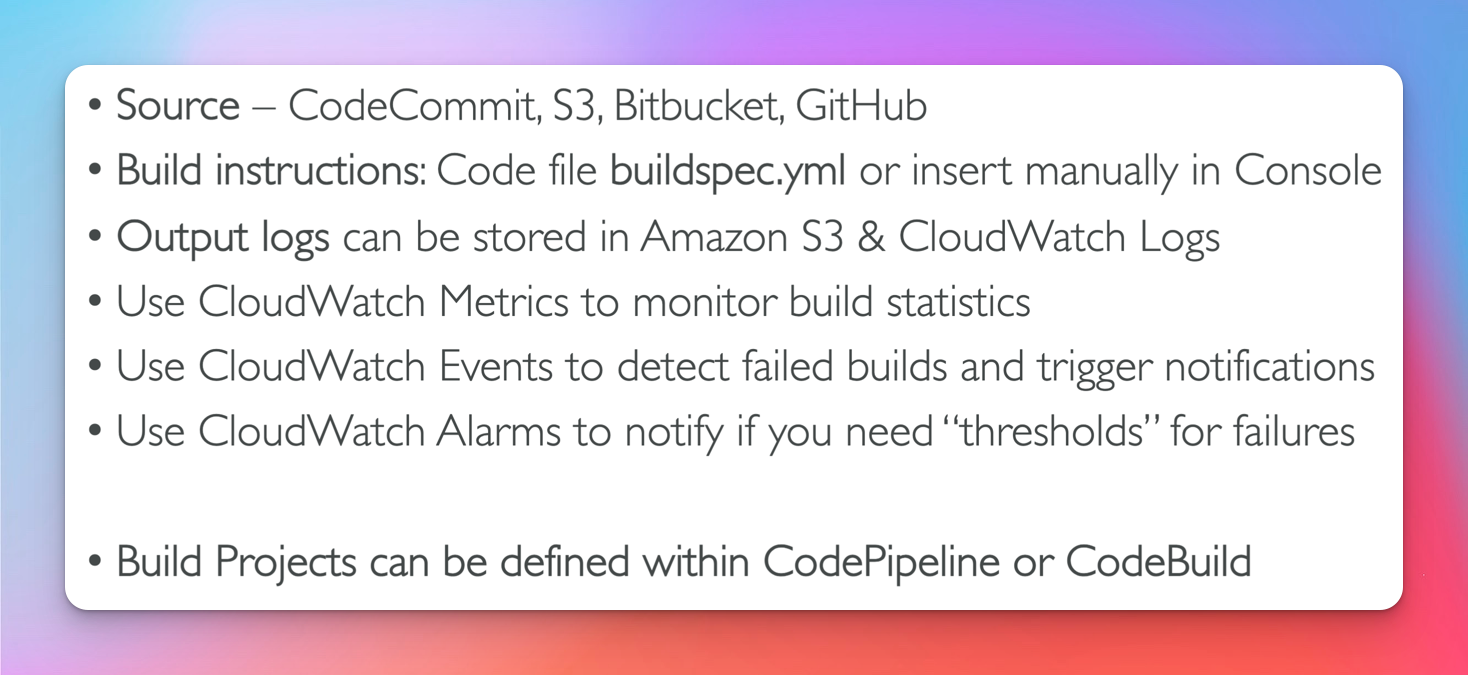 • Source – CodeCommit, S3, Bitbucket, GitHub
• Build instructions: Code file buildspec.yml or insert manually in Console
• Output logs can be stored in Amazon S3 & CloudWatch Logs
• Use CloudWatch Metrics to monitor build statistics
• Use CloudWatch Events to detect failed builds and trigger notifications
• Use CloudWatch Alarms to notify if you need “thresholds” for failures
• Build Projects can be defined within CodePipeline or CodeBuild